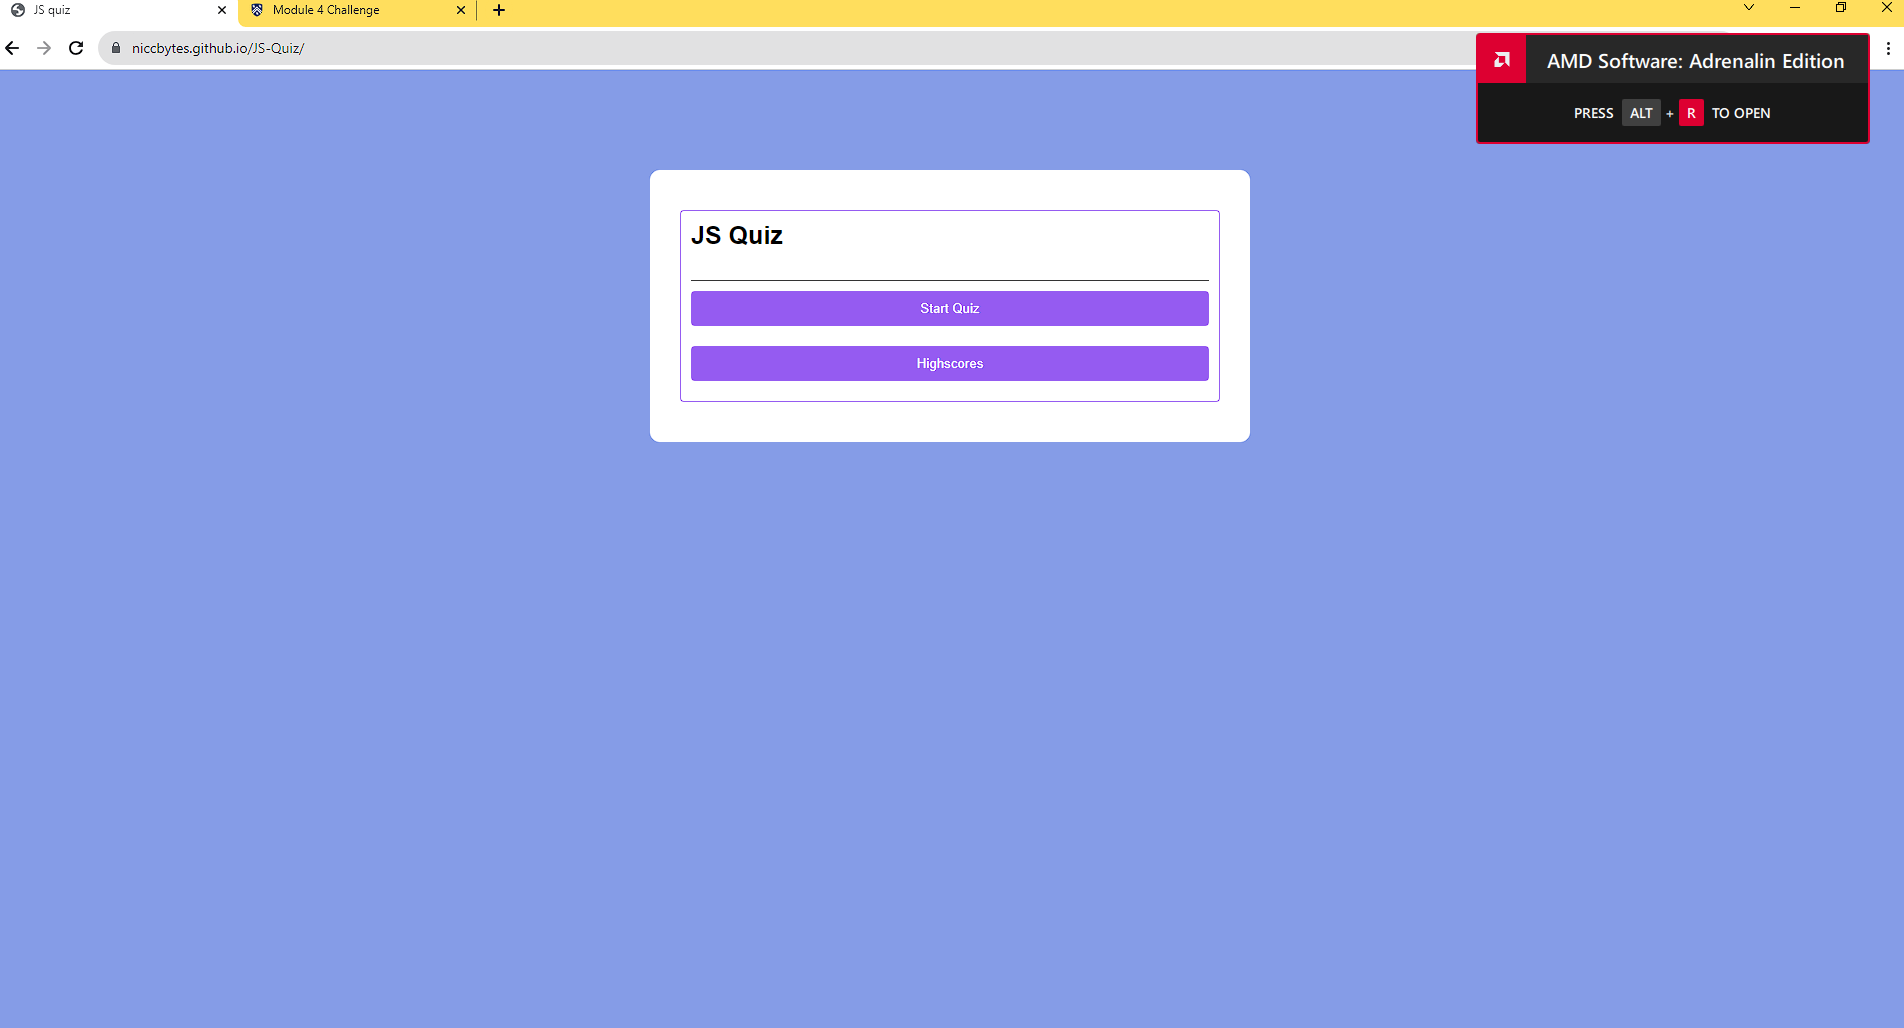 JS quiz
Module 4 Challenge
niccbytes.github.io/JS-Quiz/
AMD Software: Adrenalin Edition
PRESS ALT + R TO OPEN
JS Quiz
Start Quiz
Highscores